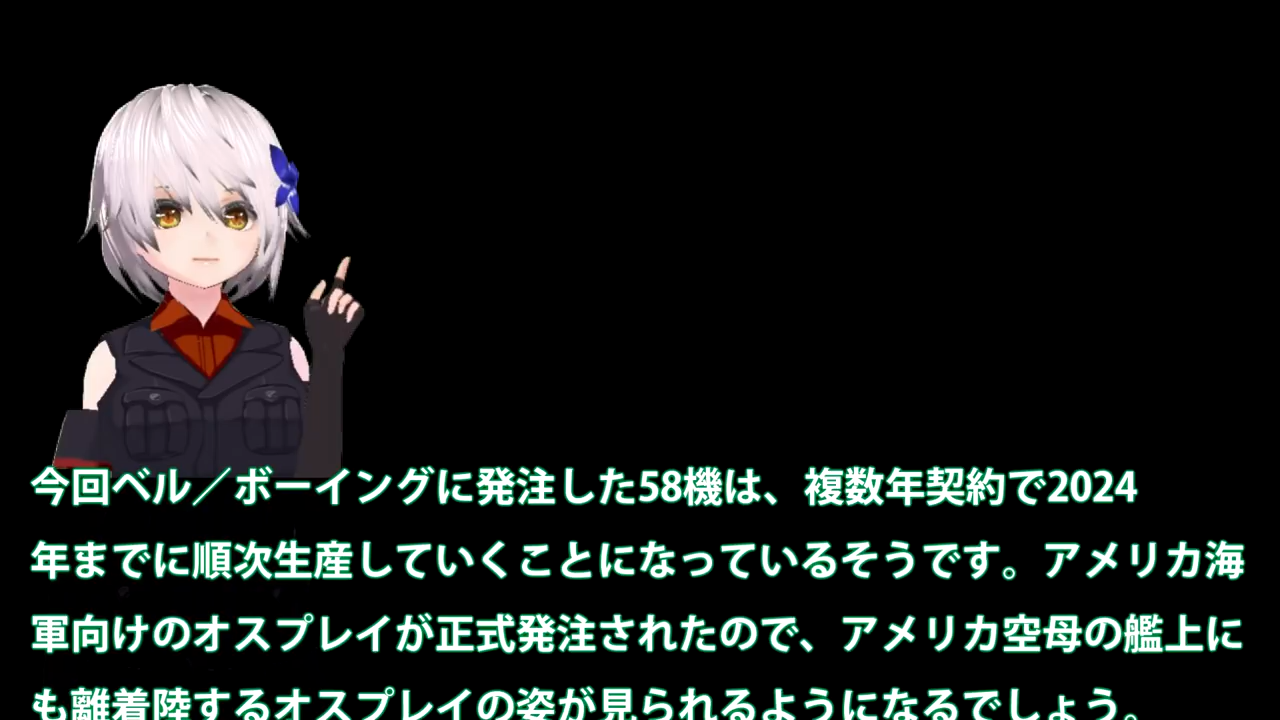 今回ベル／ボーイングに発注した58機は、複数年契約で2024
年までに順次生産していくことになっているそうです。アメリカ海
軍向けのオスプレイが正式発注されたので、アメリカ空母の艦上に
も離着陸するオスプレイの姿が見られるようになるでしょう。